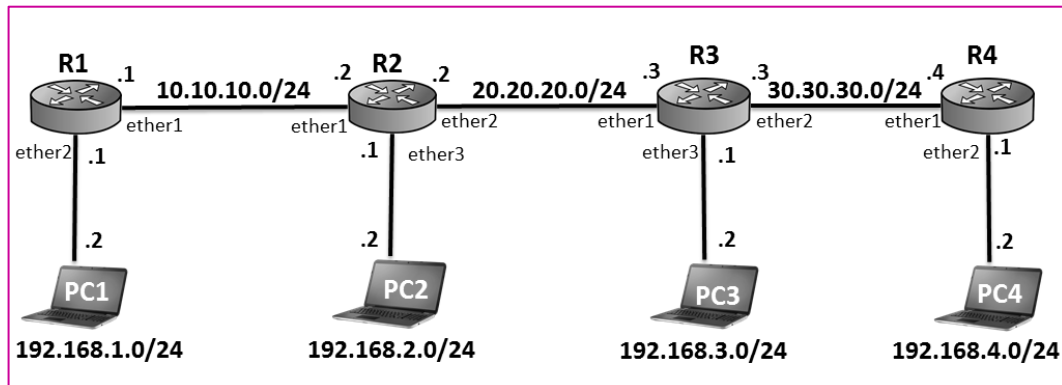 R1
R2
R3
R4
.1
10.10.10.0/24
.2
.2
20.20.20.0/24
.3
.3
30.30.30.0/24
.4
ether1
ether1
ether2
ether1
ether2
ether1
ether2
.1
.1
ether3
ether3
.1
ether2
.1
.2
.2
.2
.2
PC1
PC2
PC3
PC4
192.168.1.0/24
192.168.2.0/24
192.168.3.0/24
192.168.4.0/24